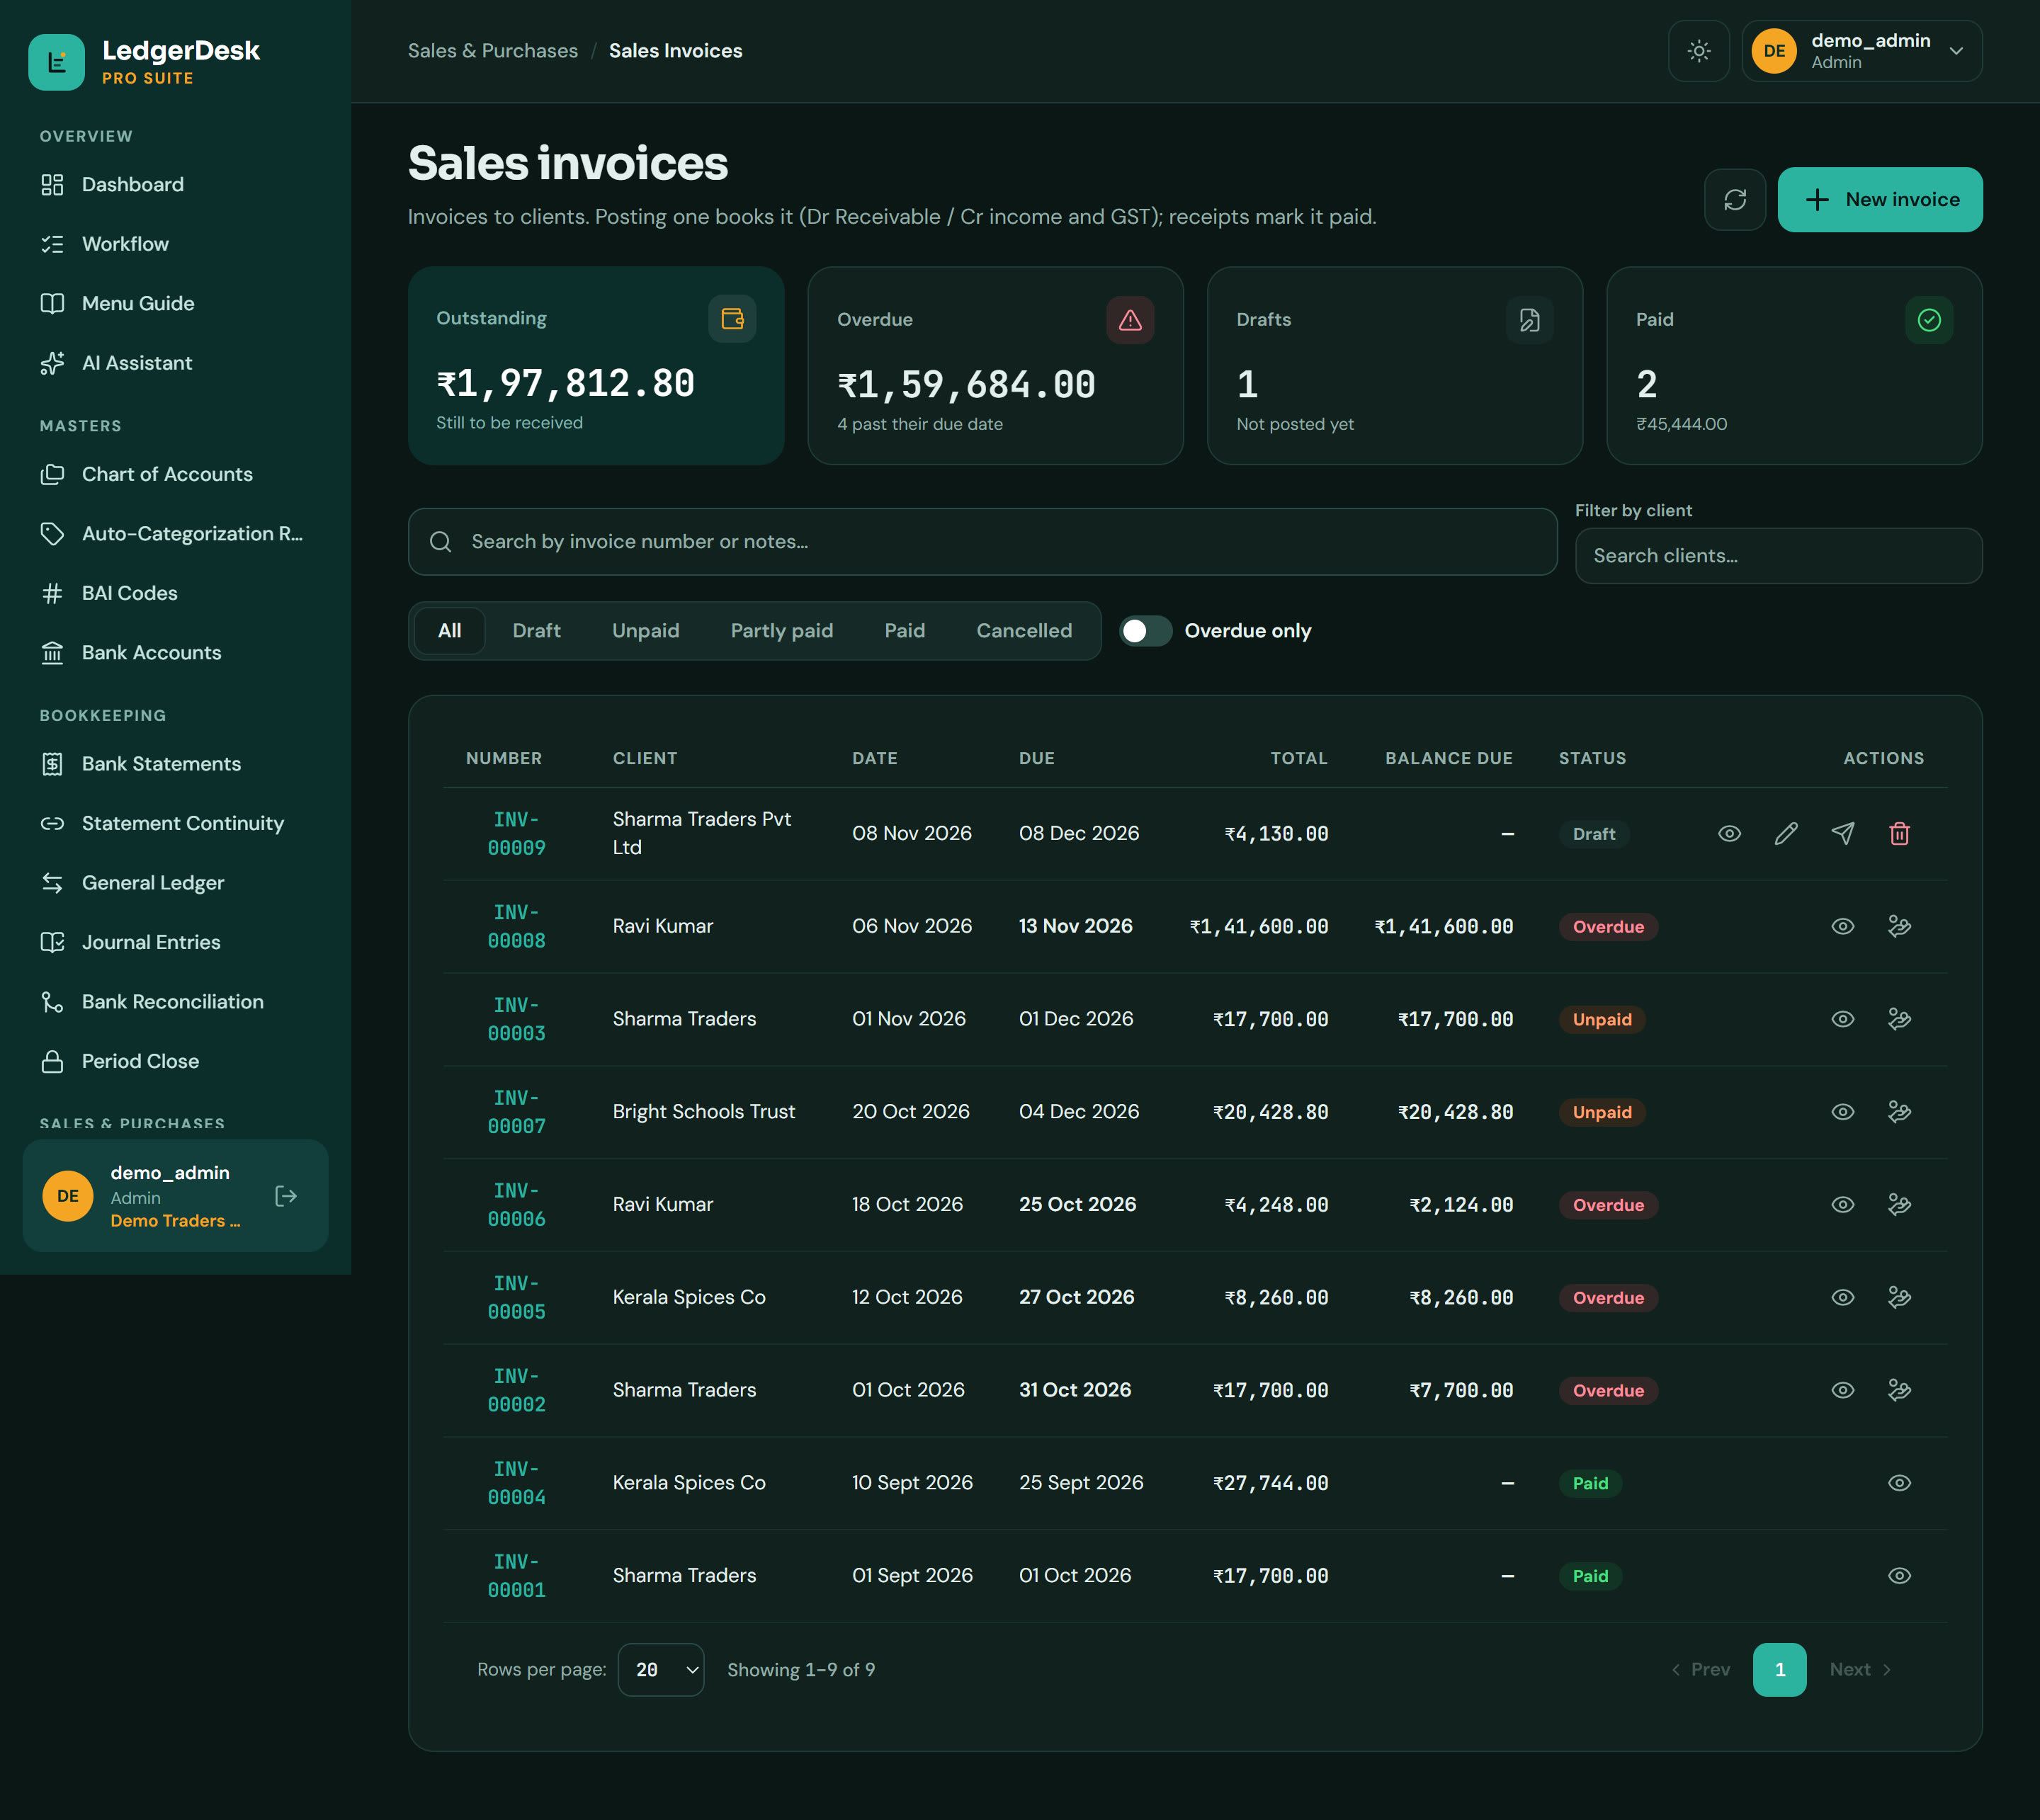 LedgerDesk
PRO SUITE
OVERVIEW
Dashboard
Workflow
Menu Guide
AI Assistant
MASTERS
Chart of Accounts
Auto-Categorization R...
BAI Codes
Bank Accounts
BOOKKEEPING
Bank Statements
Statement Continuity
General Ledger
Journal Entries
Bank Reconciliation
Period Close
SALES & PURCHASES
DE
demo_admin
Admin
Demo Traders ...
Sales & Purchases / Sales Invoices
DE
demo_admin
Admin
Sales invoices
Invoices to clients. Posting one books it (Dr Receivable / Cr income and GST); receipts mark it paid.
New invoice
Outstanding
₹1,97,812.80
Still to be received
Overdue
₹1,59,684.00
4 past their due date
Drafts
1
Not posted yet
Paid
2
₹45,444.00
Search by invoice number or notes...
Filter by client
Search clients...
All Draft Unpaid Partly paid Paid Cancelled Overdue only
NUMBER CLIENT DATE DUE TOTAL BALANCE DUE STATUS ACTIONS
INV-
00009
Sharma Traders Pvt
Ltd
08 Nov 2026 08 Dec 2026 ₹4,130.00 – Draft
INV-
00008
Ravi Kumar 06 Nov 2026 13 Nov 2026 ₹1,41,600.00 ₹1,41,600.00 Overdue
INV-
00003
Sharma Traders 01 Nov 2026 01 Dec 2026 ₹17,700.00 ₹17,700.00 Unpaid
INV-
00007
Bright Schools Trust 20 Oct 2026 04 Dec 2026 ₹20,428.80 ₹20,428.80 Unpaid
INV-
00006
Ravi Kumar 18 Oct 2026 25 Oct 2026 ₹4,248.00 ₹2,124.00 Overdue
INV-
00005
Kerala Spices Co 12 Oct 2026 27 Oct 2026 ₹8,260.00 ₹8,260.00 Overdue
INV-
00002
Sharma Traders 01 Oct 2026 31 Oct 2026 ₹17,700.00 ₹7,700.00 Overdue
INV-
00004
Kerala Spices Co 10 Sept 2026 25 Sept 2026 ₹27,744.00 – Paid
INV-
00001
Sharma Traders 01 Sept 2026 01 Oct 2026 ₹17,700.00 – Paid
Rows per page: 20 Showing 1–9 of 9 Prev 1 Next